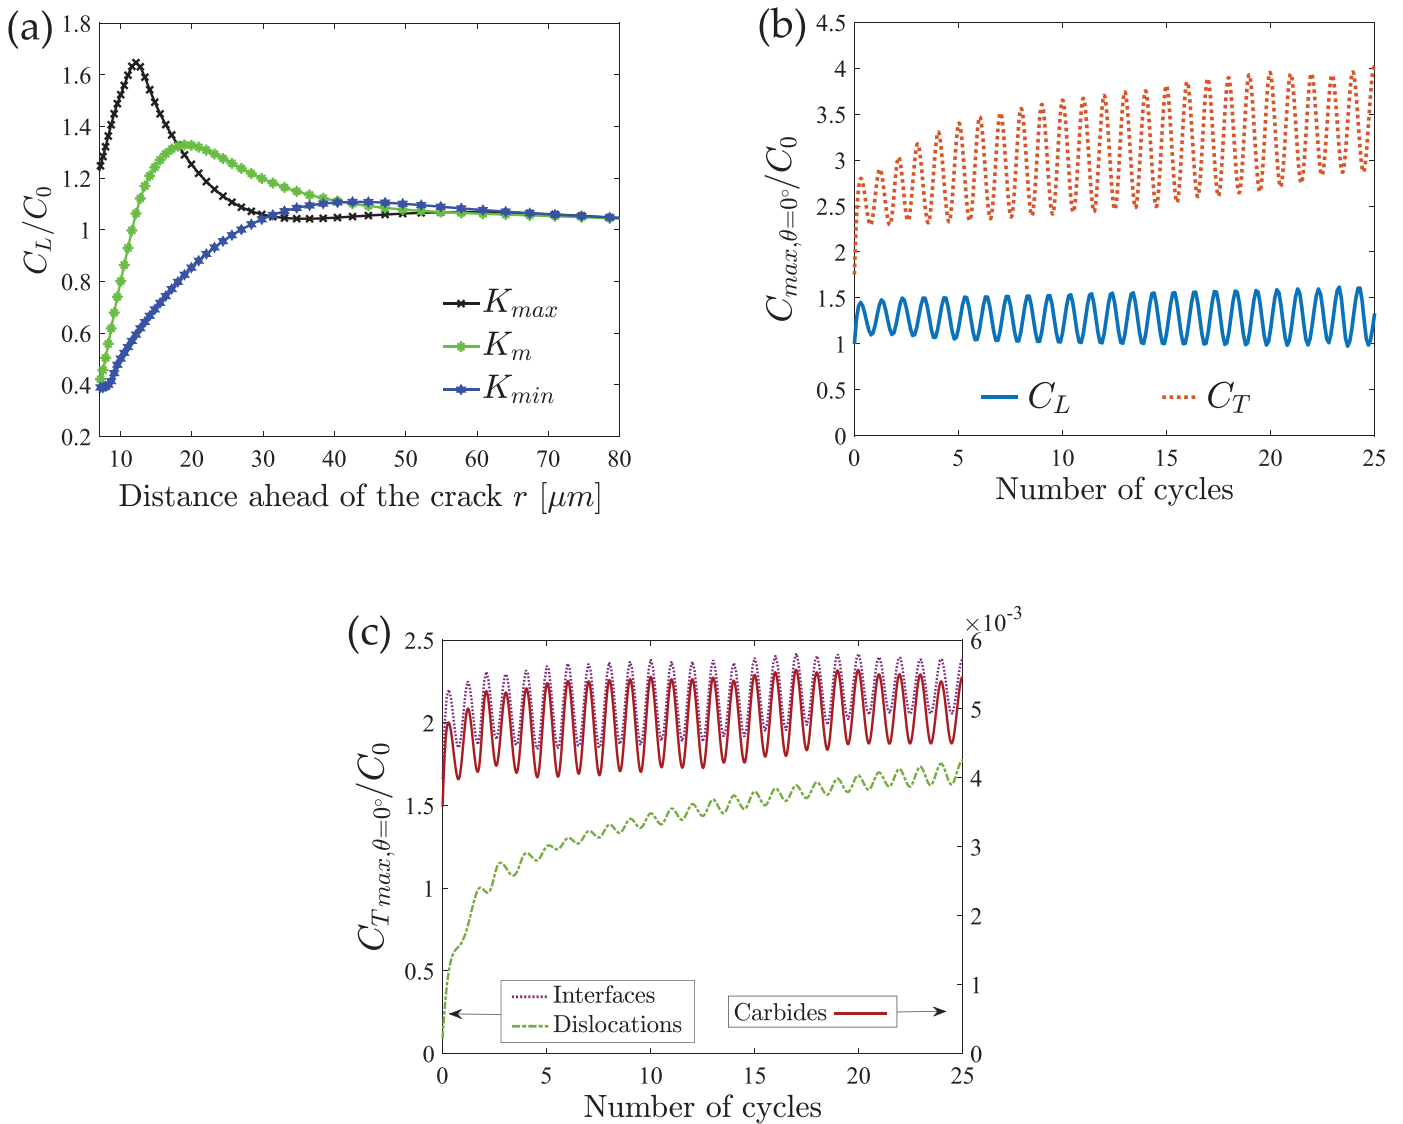 (a)
1.8
1.6
1.4
1.2
1
0.8
0.6
0.4
0.2
C_L/C_0
K_max
K_m
K_min
10 20 30 40 50 60 70 80
Distance ahead of the crack r [μm]
(b)
4.5
4
3.5
3
2.5
2
1.5
1
0.5
0
C_max,θ=0°/C_0
C_L C_T
0 5 10 15 20 25
Number of cycles
(c)
2.5
2
1.5
1
0.5
0
C_T max,θ=0°/C_0
×10⁻³
6
5
4
3
2
1
0
Interfaces
Dislocations
Carbides
0 5 10 15 20 25
Number of cycles